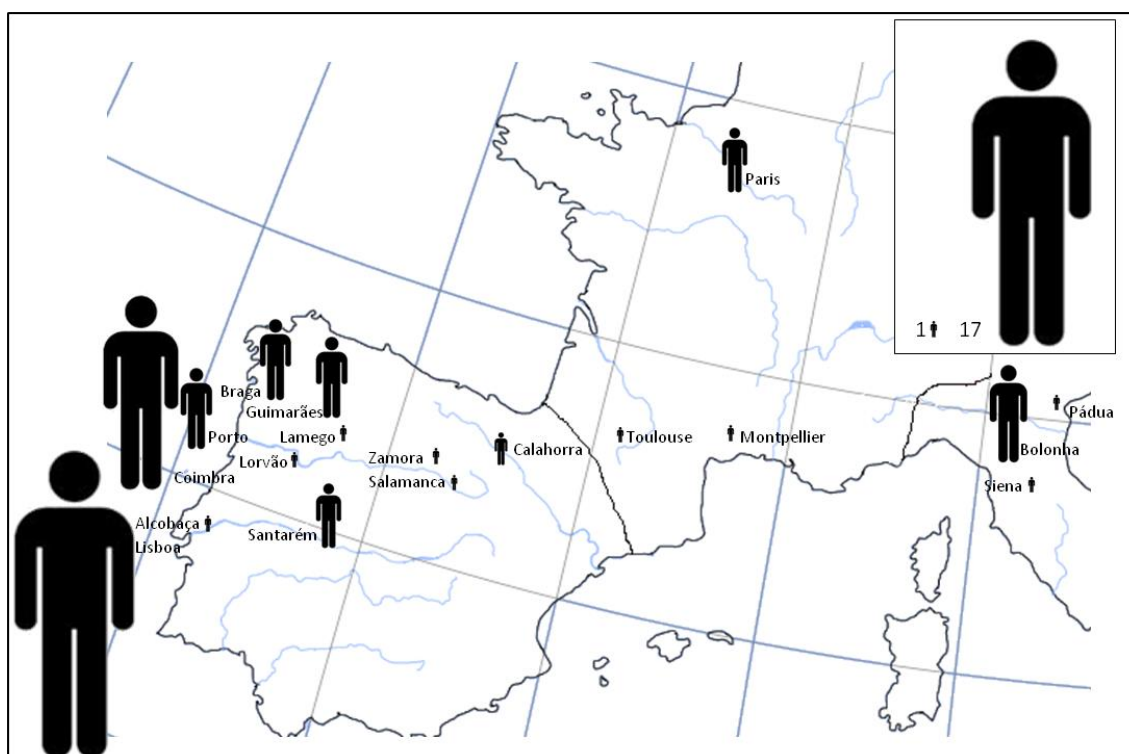 Paris
1 17
Braga
Guimarães
Porto
Lamego
Lorvão
Coimbra
Zamora
Salamanca
Calahorra
Toulouse
Montpellier
Pádua
Bolonha
Siena
Alcobaça
Lisboa
Santarém